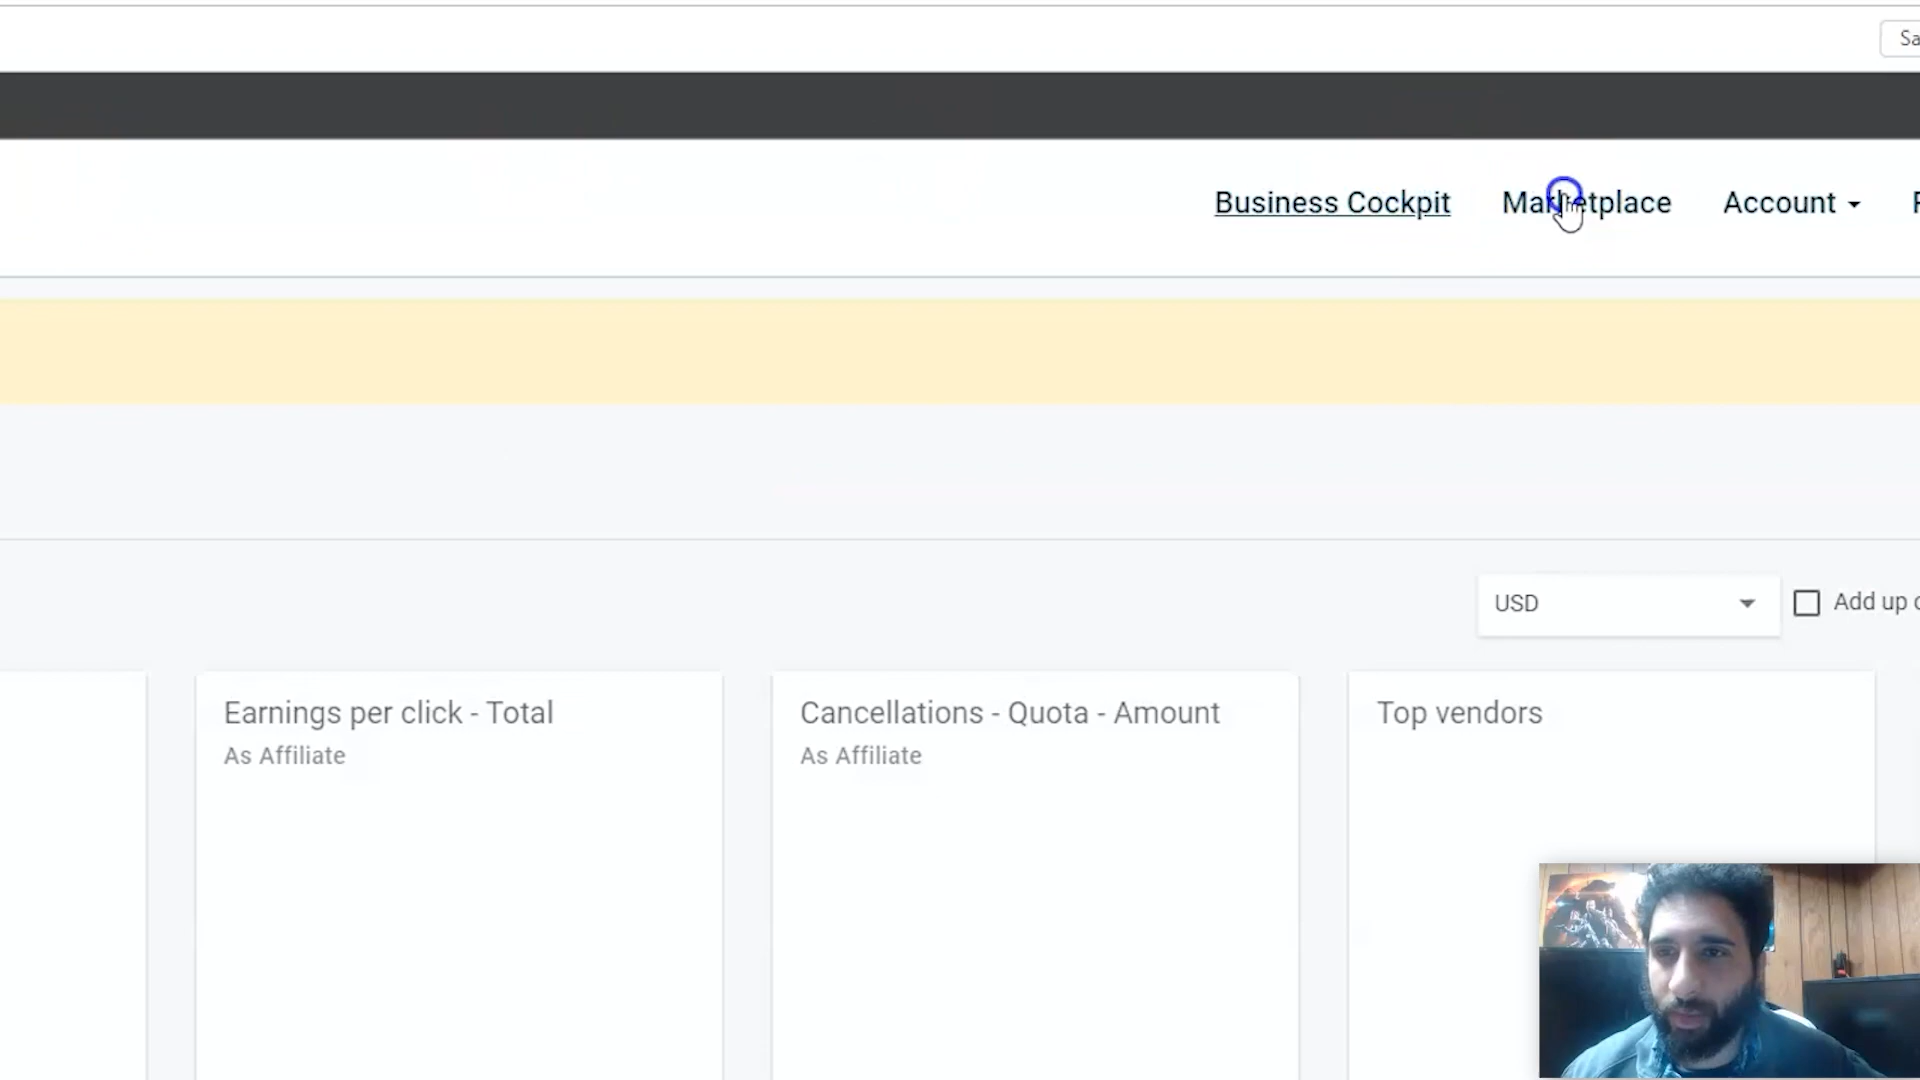 Business Cockpit Marketplace Account
USD
Add up
Earnings per click - Total
As Affiliate
Cancellations - Quota - Amount
As Affiliate
Top vendors